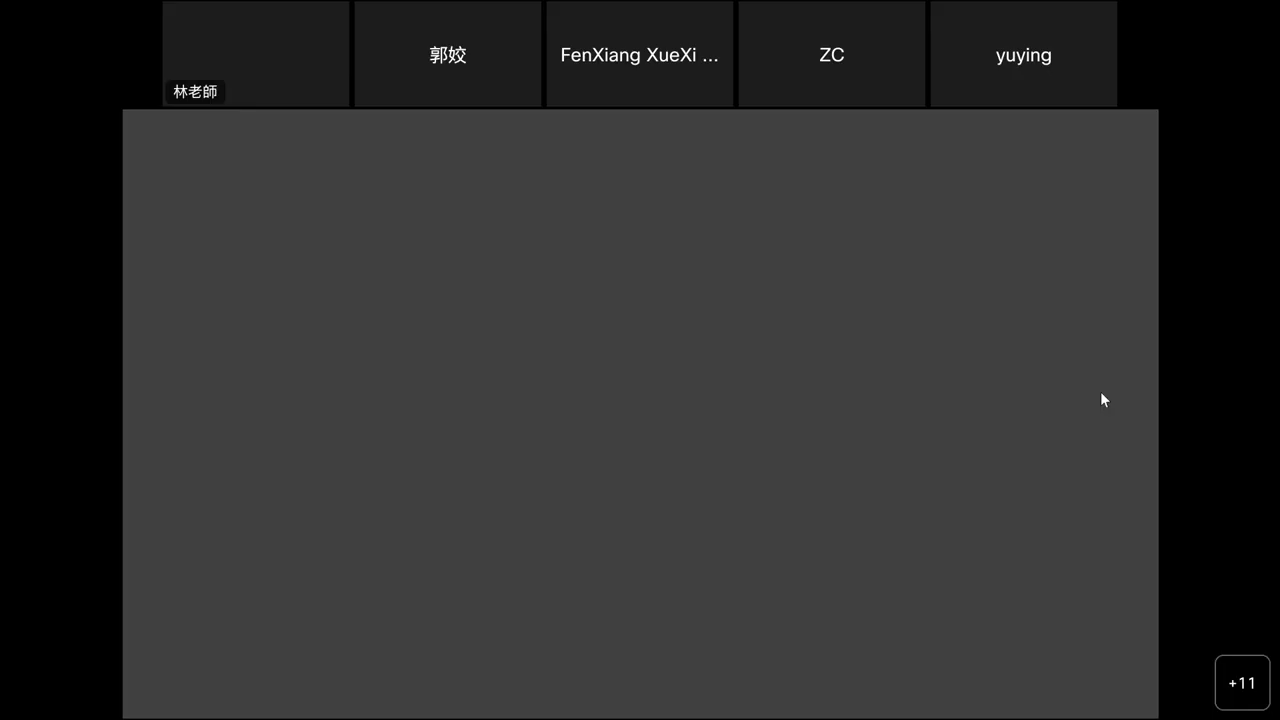 林老師
郭姣
FenXiang XueXi ...
ZC
yuying
+11